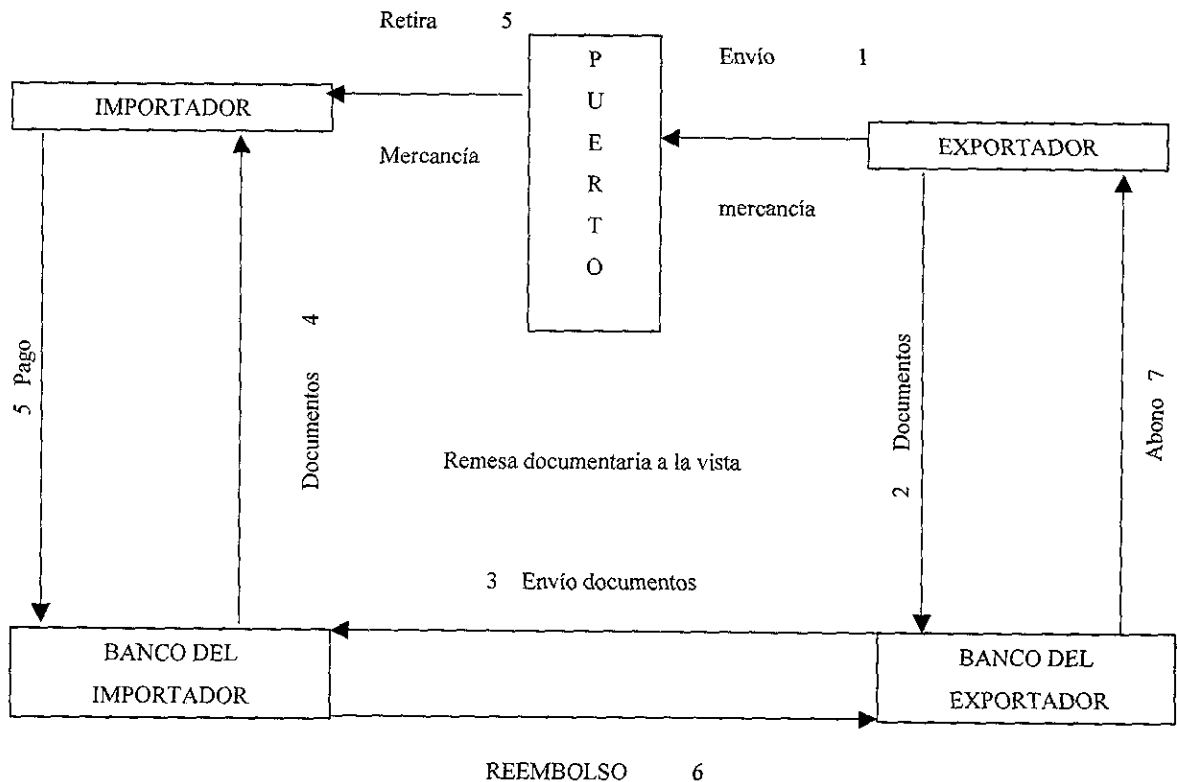 Retira 5
P
U
E
R
T
O
Envío 1
IMPORTADOR
Mercancía
EXPORTADOR
mercancía
5 Pago
Documentos 4
2 Documentos
Abono 7
Remesa documentaria a la vista
3 Envío documentos
BANCO DEL
IMPORTADOR
BANCO DEL
EXPORTADOR
REEMBOLSO 6